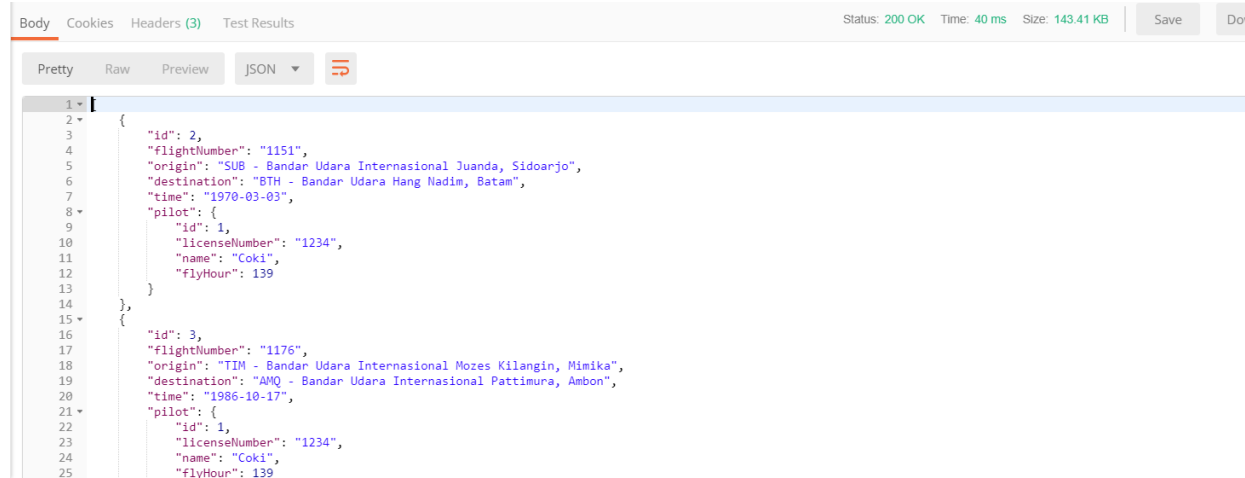 Body Cookies Headers (3) Test Results Status: 200 OK Time: 40 ms Size: 143.41 KB Save
Pretty Raw Preview JSON
1 [
2 {
3 "id": 2,
4 "flightNumber": "1151",
5 "origin": "SUB - Bandar Udara Internasional Juanda, Sidoarjo",
6 "destination": "BTH - Bandar Udara Hang Nadim, Batam",
7 "time": "1970-03-03",
8 "pilot": {
9 "id": 1,
10 "licenseNumber": "1234",
11 "name": "Coki",
12 "flyHour": 139
13 }
14 },
15 {
16 "id": 3,
17 "flightNumber": "1176",
18 "origin": "TIM - Bandar Udara Internasional Mozes Kilangin, Mimika",
19 "destination": "AMQ - Bandar Udara Internasional Pattimura, Ambon",
20 "time": "1986-10-17",
21 "pilot": {
22 "id": 1,
23 "licenseNumber": "1234",
24 "name": "Coki",
25 "flyHour": 139